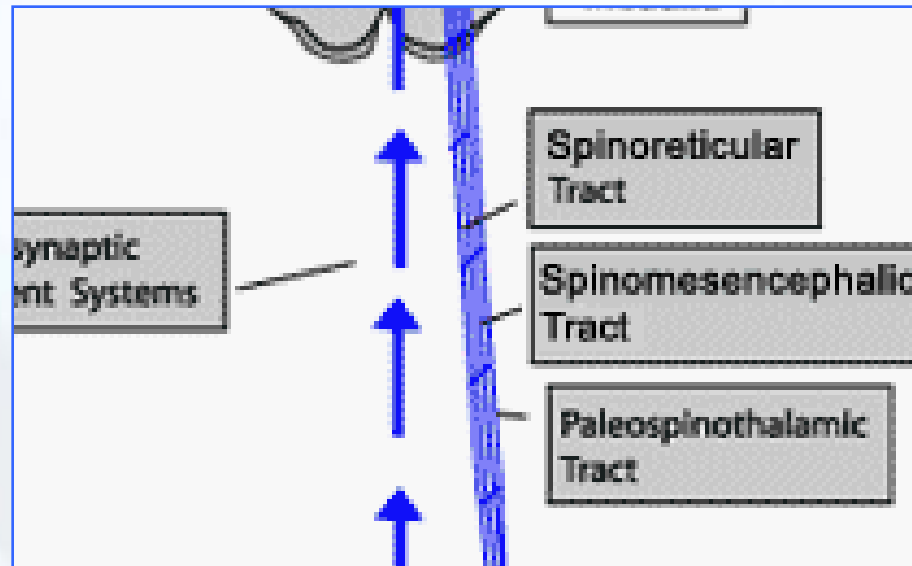 Spinoreticular
Tract
synaptic
ent Systems
Spinomesencephalic
Tract
Paleospinothalamic
Tract